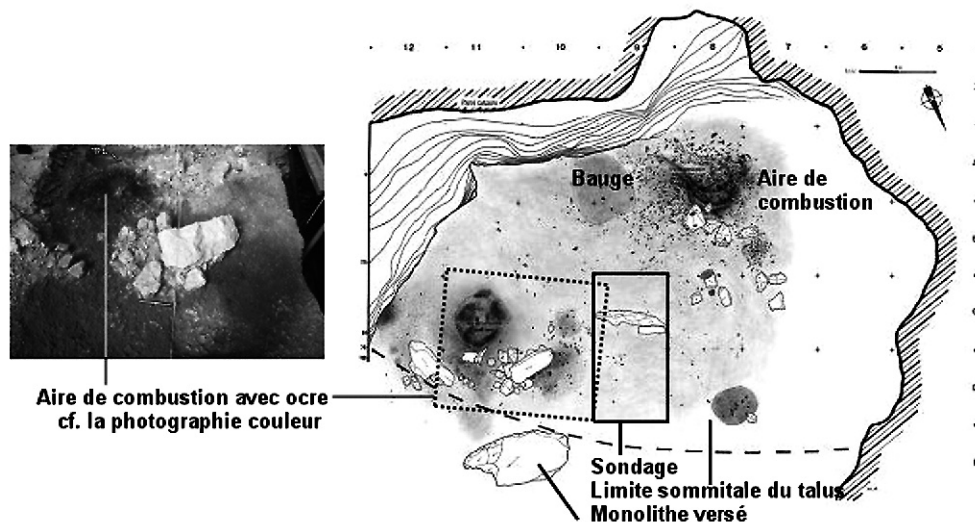 12 11 10 9 8 7 6 5
Bauge
Aire de
combustion
Aire de combustion avec ocre
cf. la photographie couleur
Sondage
Limite sommitale du talus
Monolithe versé